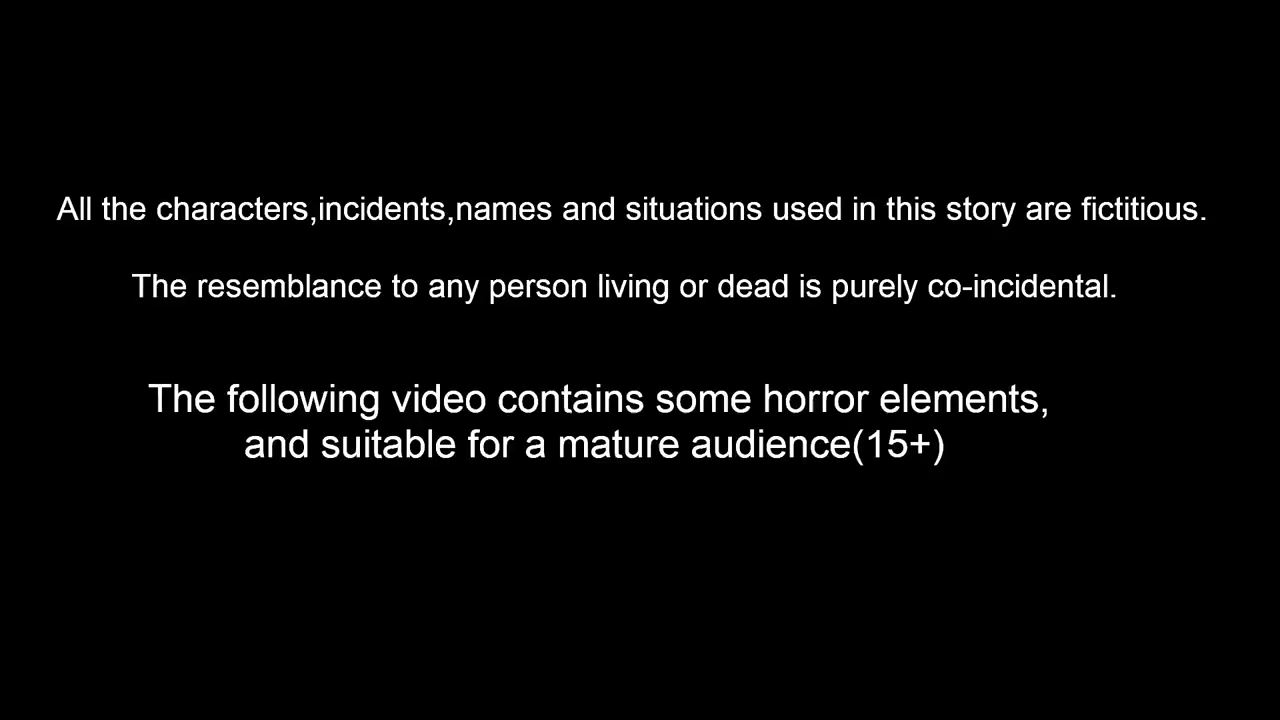 All the characters,incidents,names and situations used in this story are fictitious.
The resemblance to any person living or dead is purely co-incidental.
The following video contains some horror elements,
and suitable for a mature audience(15+)